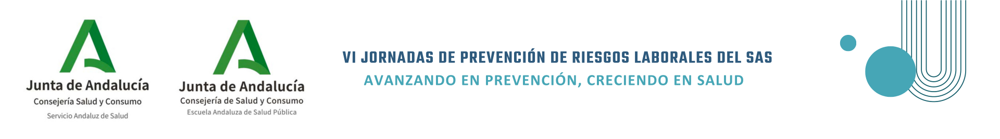 Junta de Andalucía
Consejería Salud y Consumo
Servicio Andaluz de Salud
Junta de Andalucía
Consejería de Salud y Consumo
Escuela Andaluza de Salud Pública
VI JORNADAS DE PREVENCIÓN DE RIESGOS LABORALES DEL SAS
AVANZANDO EN PREVENCIÓN, CRECIENDO EN SALUD